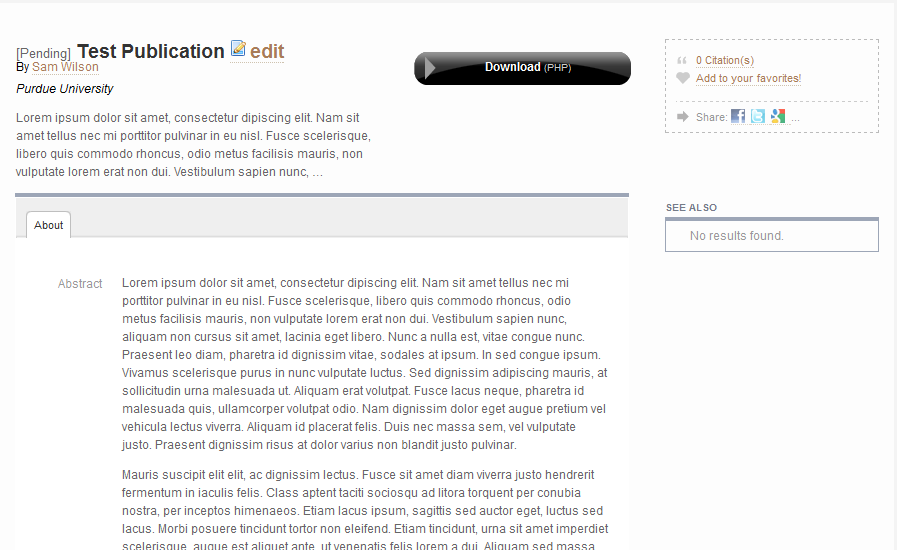 [Pending] Test Publication edit
By Sam Wilson
Purdue University
Lorem ipsum dolor sit amet, consectetur dipiscing elit. Nam sit
amet tellus nec mi porttitor pulvinar in eu nisl. Fusce scelerisque,
libero quis commodo rhoncus, odio metus facilisis mauris, non
vulputate lorem erat non dui. Vestibulum sapien nunc, ...
Download (PHP)
0 Citation(s)
Add to your favorites!
Share: ...
SEE ALSO
No results found.
About
Abstract
Lorem ipsum dolor sit amet, consectetur dipiscing elit. Nam sit amet tellus nec mi
porttitor pulvinar in eu nisl. Fusce scelerisque, libero quis commodo rhoncus, odio
metus facilisis mauris, non vulputate lorem erat non dui. Vestibulum sapien nunc,
aliquam non cursus sit amet, lacinia eget libero. Nunc a nulla est, vitae congue nunc.
Praesent leo diam, pharetra id dignissim vitae, sodales at ipsum. In sed congue ipsum.
Vivamus scelerisque purus in nunc vulputate luctus. Sed dignissim adipiscing mauris, at
sollicitudin urna malesuada ut. Aliquam erat volutpat. Fusce lacus neque, pharetra id
malesuada quis, ullamcorper volutpat odio. Nam dignissim dolor eget augue pretium vel
vehicula lectus viverra. Aliquam id placerat felis. Duis nec massa sem, vel vulputate
justo. Praesent dignissim risus at dolor varius non blandit justo pulvinar.
Mauris suscipit elit elit, ac dignissim lectus. Fusce sit amet diam viverra justo hendrerit
fermentum in iaculis felis. Class aptent taciti sociosqu ad litora torquent per conubia
nostra, per inceptos himenaeos. Etiam lacus ipsum, sagittis sed auctor eget, luctus sed
lacus. Morbi posuere tincidunt tortor non eleifend. Etiam tincidunt, urna sit amet imperdiet
scelerisque, augue est aliquet ante, ut venenatis felis lorem a dui. Aliquam sed massa